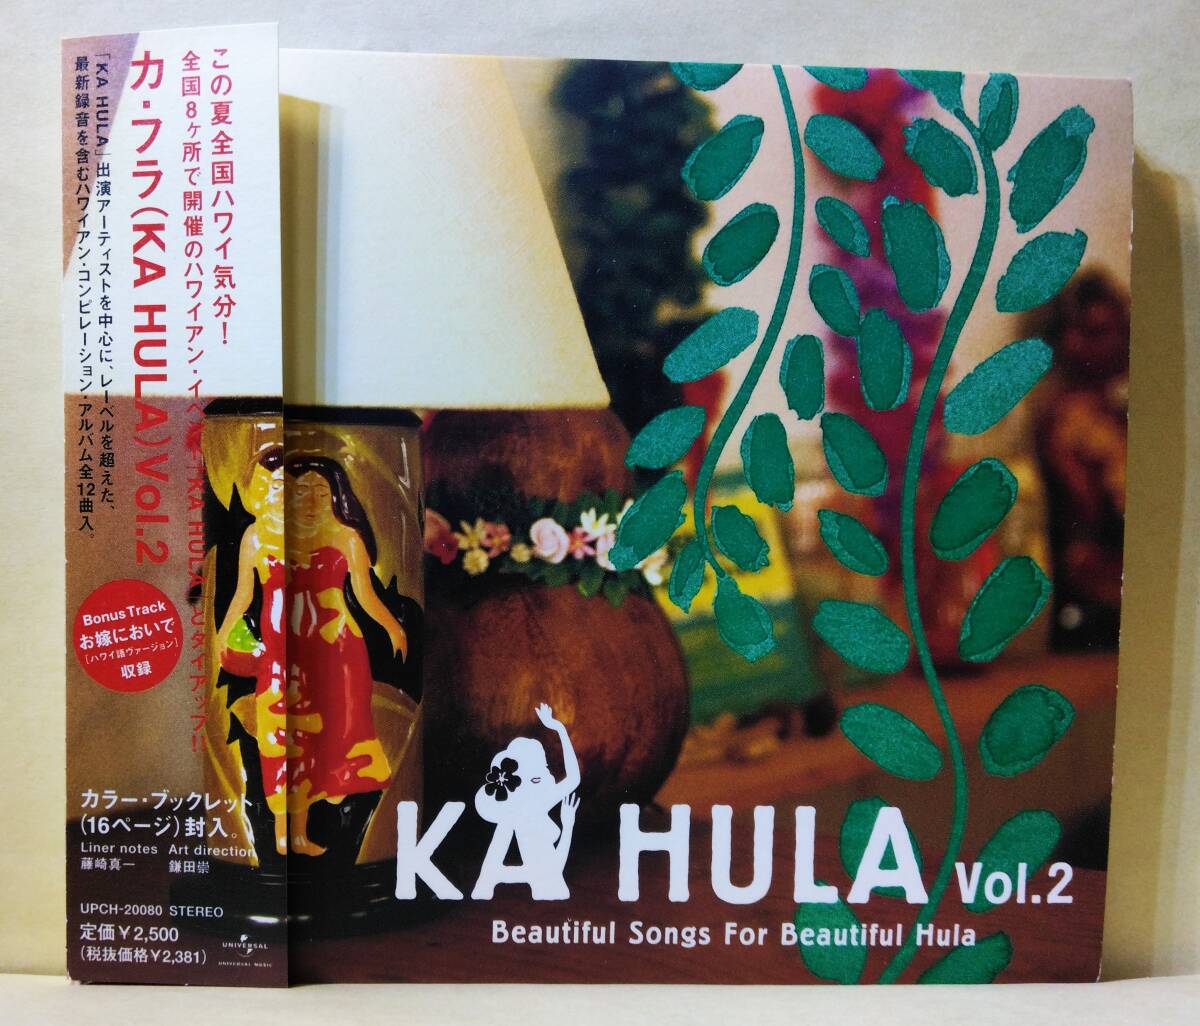 この夏全国ハワイ気分!
全国8ヶ所で開催のハワイアン・イベ
「KA HULA」とタイアップ!!
カ・フラ(KA HULA)Vol.2
「KA HULA」出演アーティストを中心に、レーベルを超えた、
最新録音を含むハワイアン・コンピレーション・アルバム全12曲入。
Bonus Track
お嫁においで
[ハワイ語ヴァージョン]
収録
カラー・ブックレット
(16ページ)封入。
Liner notes Art direction
藤崎真一 鎌田崇
UPCH-20080 STEREO
定価¥2,500
(税抜価格¥2,381)
UNIVERSAL
UNIVERSAL MUSIC
KA HULA Vol.2
Beautiful Songs For Beautiful Hula